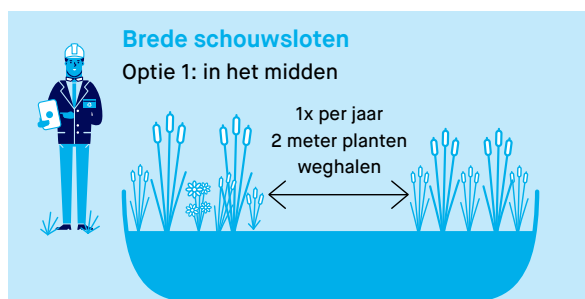 Brede schouwsloten
Optie 1: in het midden
1x per jaar
2 meter planten
weghalen